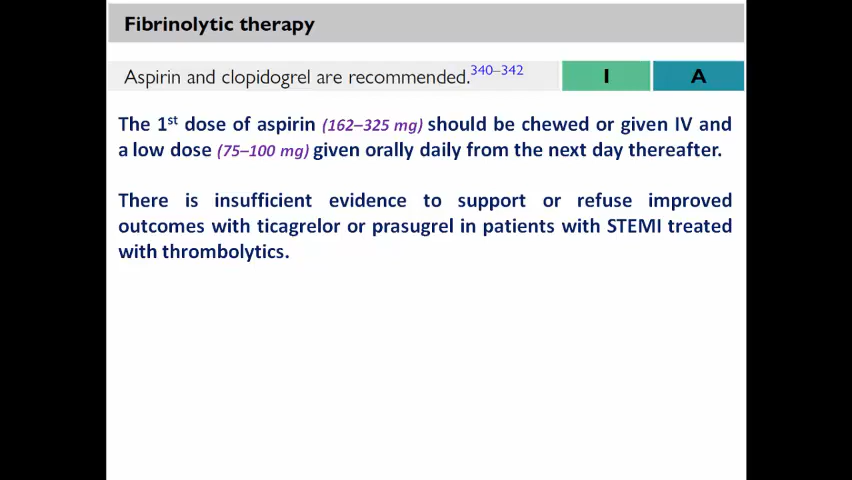 Fibrinolytic therapy
Aspirin and clopidogrel are recommended.340–342 I A
The 1st dose of aspirin (162–325 mg) should be chewed or given IV and
a low dose (75–100 mg) given orally daily from the next day thereafter.
There is insufficient evidence to support or refuse improved
outcomes with ticagrelor or prasugrel in patients with STEMI treated
with thrombolytics.